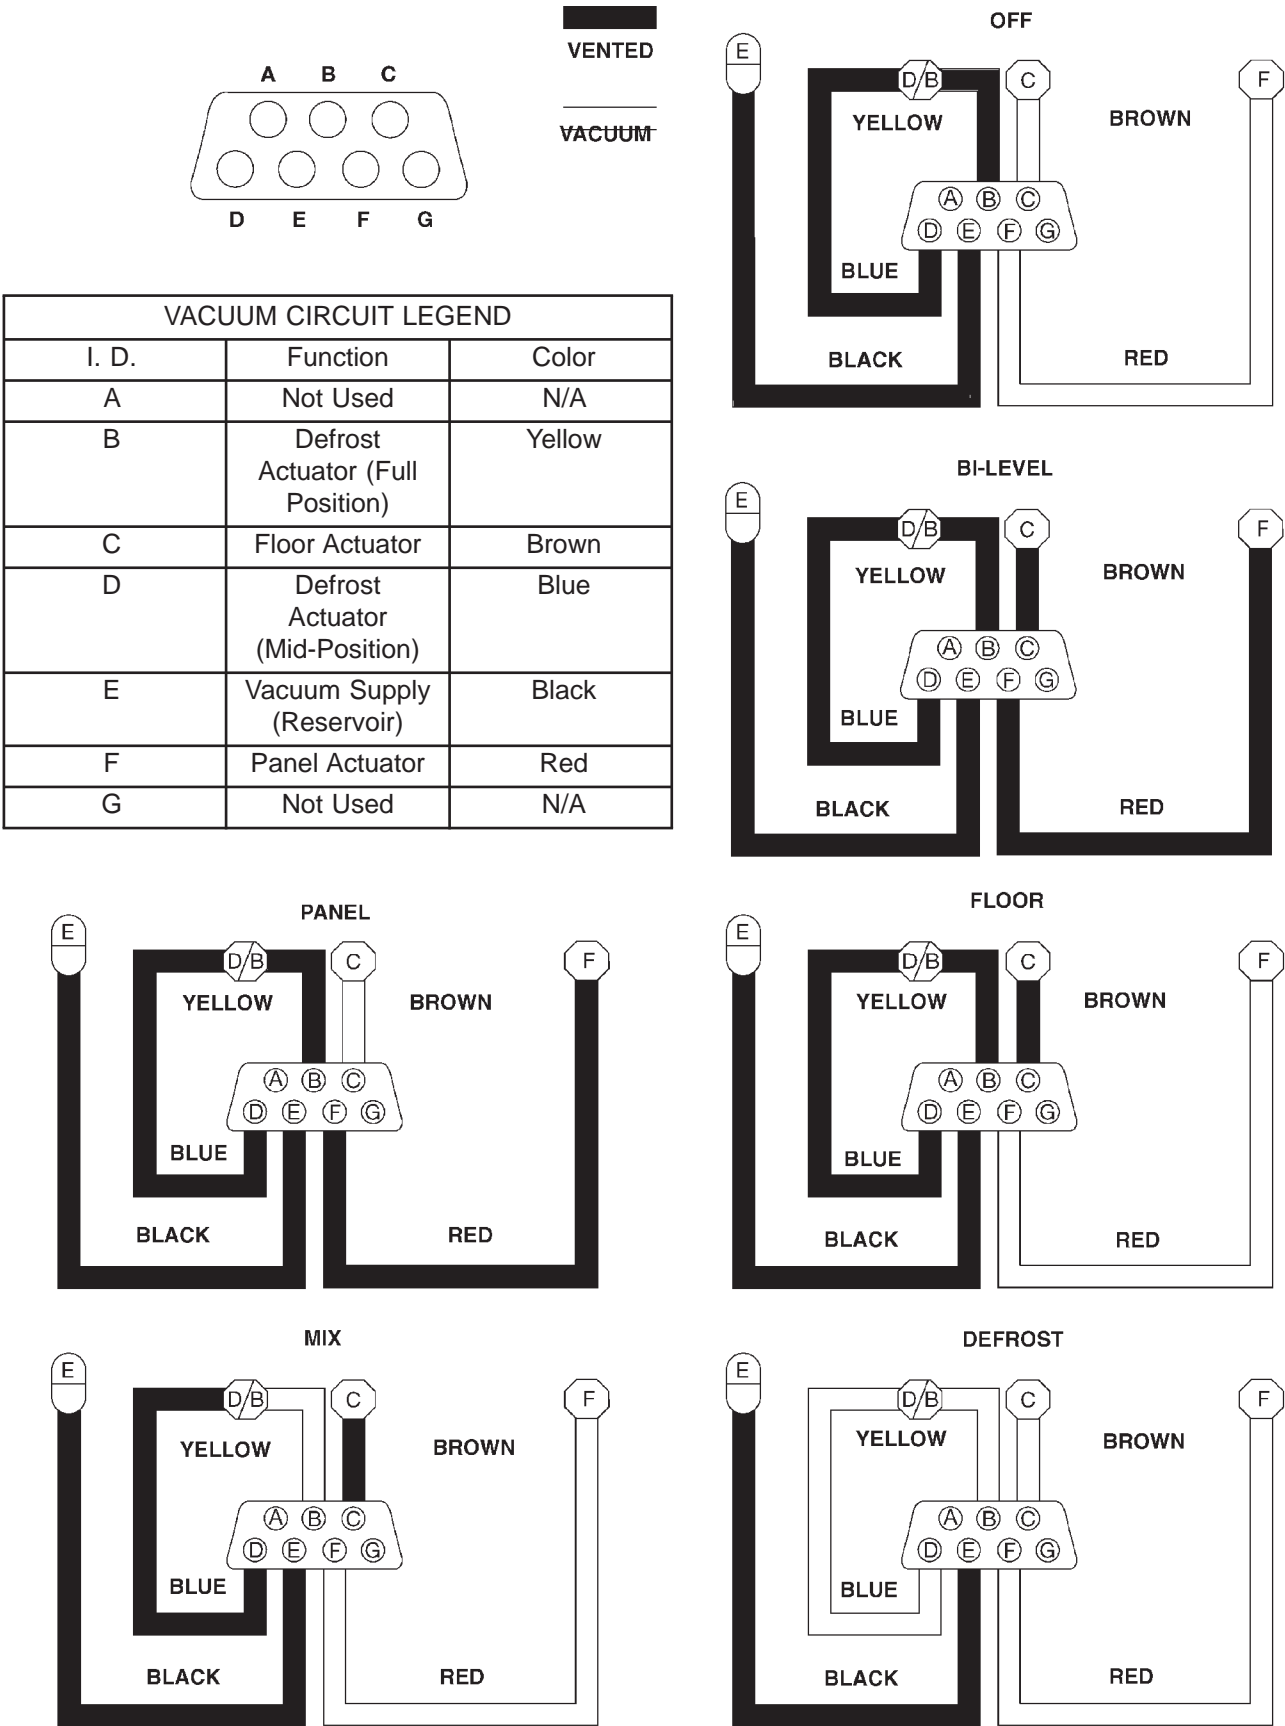 VENTED
VACUUM
A B C
D E F G
VACUUM CIRCUIT LEGEND
I. D. Function Color
A Not Used N/A
B Defrost Yellow
Actuator (Full
Position)
C Floor Actuator Brown
D Defrost Blue
Actuator
(Mid-Position)
E Vacuum Supply Black
(Reservoir)
F Panel Actuator Red
G Not Used N/A
OFF
E D/B C F
YELLOW BROWN
A B C
D E F G
BLUE
BLACK RED
BI-LEVEL
E D/B C F
YELLOW BROWN
A B C
D E F G
BLUE
BLACK RED
PANEL
E D/B C F
YELLOW BROWN
A B C
D E F G
BLUE
BLACK RED
FLOOR
E D/B C F
YELLOW BROWN
A B C
D E F G
BLUE
BLACK RED
MIX
E D/B C F
YELLOW BROWN
A B C
D E F G
BLUE
BLACK RED
DEFROST
E D/B C F
YELLOW BROWN
A B C
D E F G
BLUE
BLACK RED